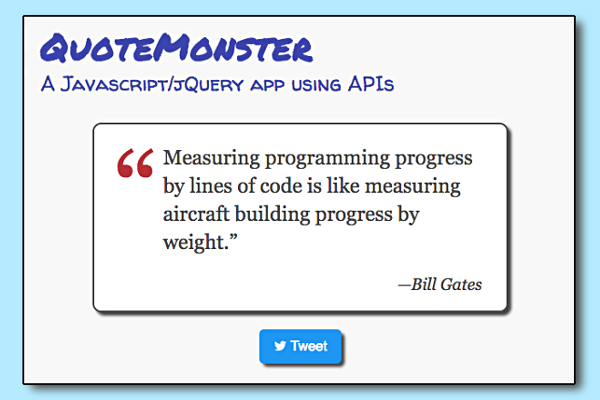 QuoteMonster
A Javascript/jQuery app using APIs
“ Measuring programming progress
by lines of code is like measuring
aircraft building progress by
weight.”
—Bill Gates
Tweet